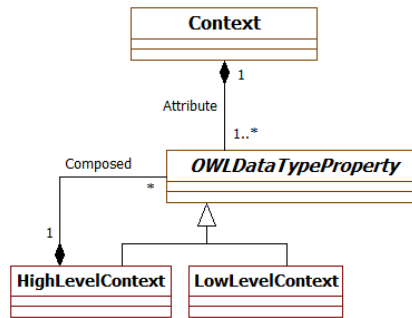 Context
1
Attribute
1..*
Composed
OWLDataTypeProperty
*
1
HighLevelContext
LowLevelContext